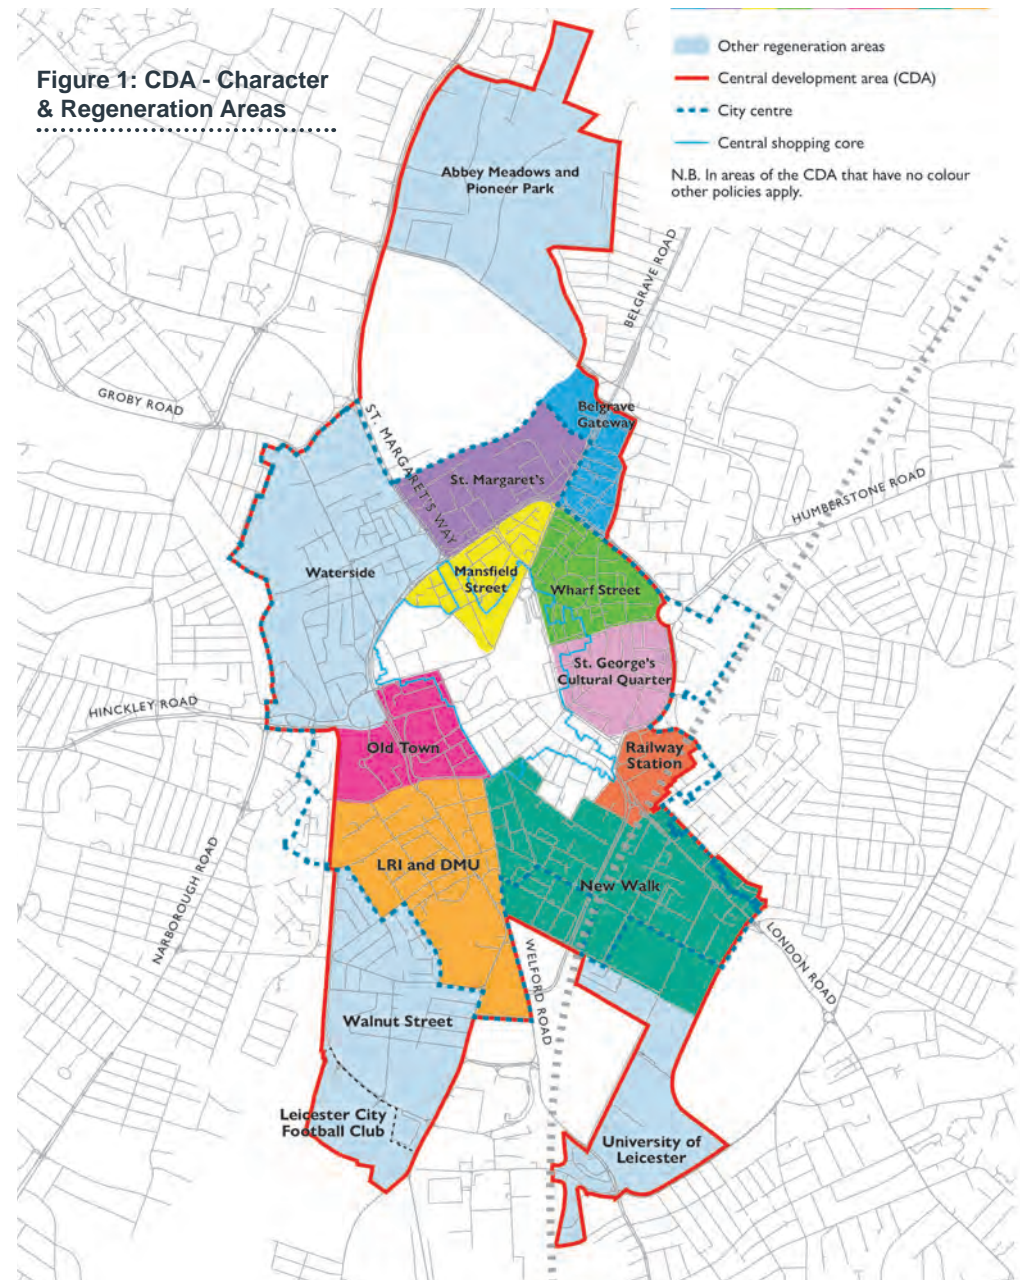 Figure 1: CDA - Character
& Regeneration Areas
Other regeneration areas
Central development area (CDA)
City centre
Central shopping core
N.B. In areas of the CDA that have no colour
other policies apply.
Abbey Meadows and
Pioneer Park
BELGRAVE ROAD
GROBY ROAD
ST. MARGARET'S WAY
Belgrave
Gateway
St. Margaret's
HUMBERSTONE ROAD
Waterside
Mansfield
Street
Wharf Street
St. George's
Cultural Quarter
HINCKLEY ROAD
Old Town
Railway
Station
NARBOROUGH ROAD
LRI and DMU
New Walk
LONDON ROAD
WELFORD ROAD
Walnut Street
Leicester City
Football Club
University of
Leicester